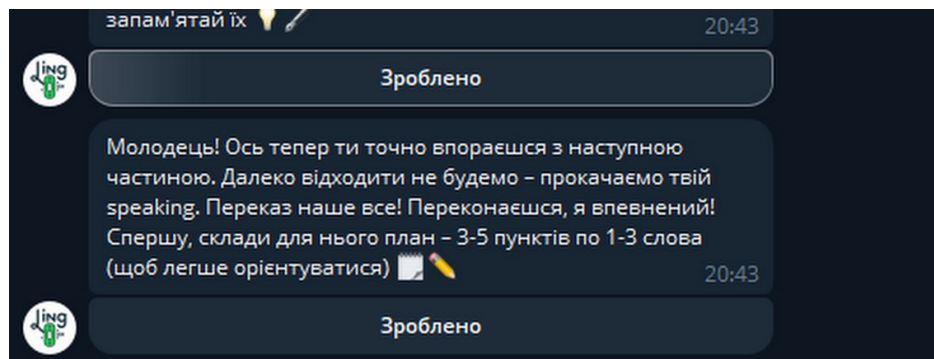 запам'ятай їх
20:43
Ling
Зроблено
Молодець! Ось тепер ти точно впораєшся з наступною
частиною. Далеко відходити не будемо – прокачаємо твій
speaking. Переказ наше все! Переконаєшся, я впевнений!
Спершу, склади для нього план – 3-5 пунктів по 1-3 слова
(щоб легше орієнтуватися) 🗒️✏️
20:43
Ling
Зроблено